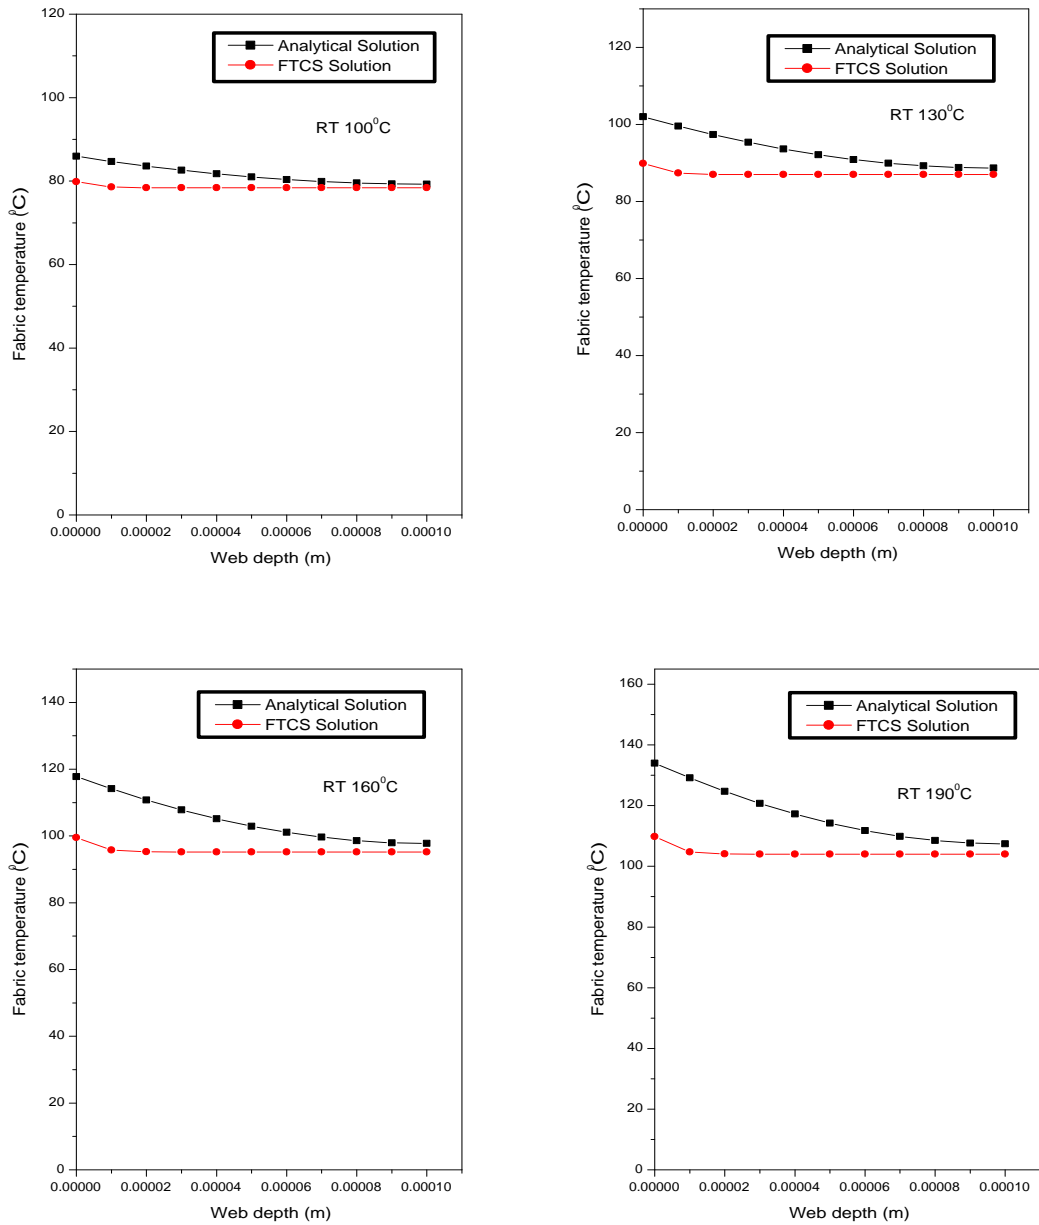 120
100
80
60
40
20
0
Fabric temperature (⁰C)
Analytical Solution
FTCS Solution
RT 100⁰C
0.00000 0.00002 0.00004 0.00006 0.00008 0.00010
Web depth (m)
120
100
80
60
40
20
0
Fabric temperature (⁰C)
Analytical Solution
FTCS Solution
RT 130⁰C
0.00000 0.00002 0.00004 0.00006 0.00008 0.00010
Web depth (m)
140
120
100
80
60
40
20
0
Fabric temperature (⁰C)
Analytical Solution
FTCS Solution
RT 160⁰C
0.00000 0.00002 0.00004 0.00006 0.00008 0.00010
Web depth (m)
160
140
120
100
80
60
40
20
0
Fabric temperature (⁰C)
Analytical Solution
FTCS Solution
RT 190⁰C
0.00000 0.00002 0.00004 0.00006 0.00008 0.00010
Web depth (m)